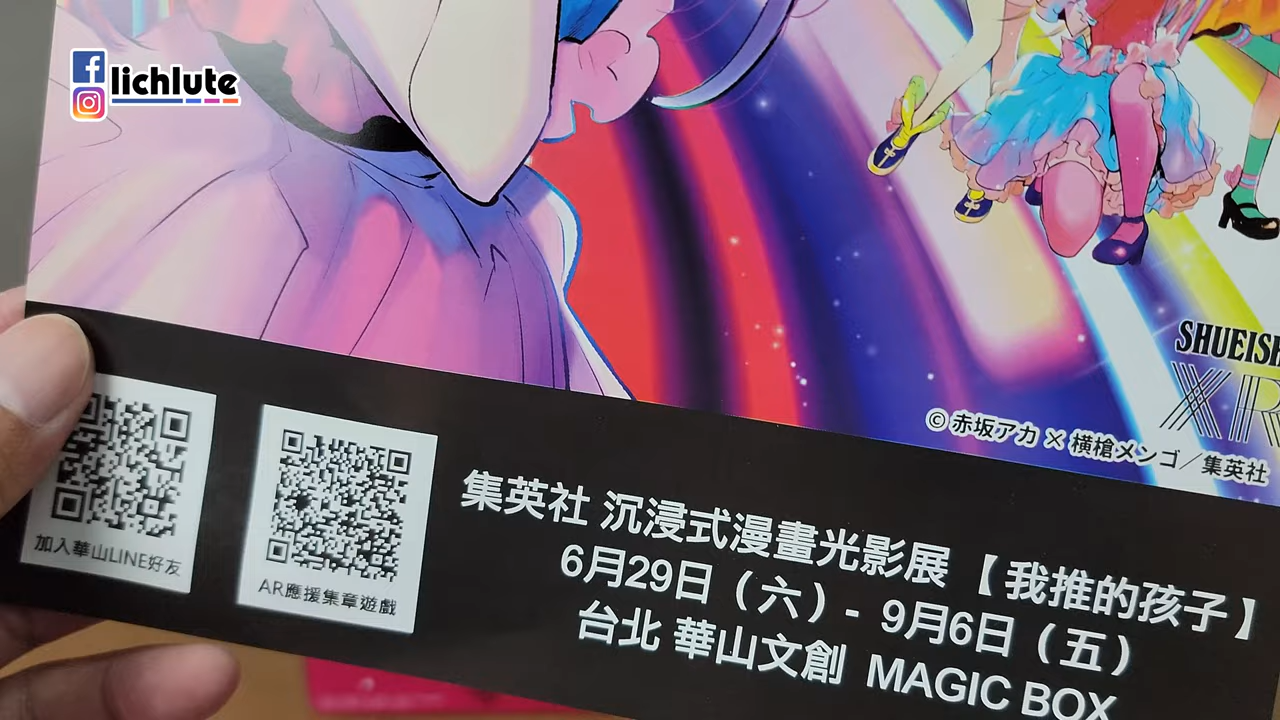 lichlute
SHUEISH
XR
© 赤坂アカ × 横槍メンゴ／集英社
加入華山LINE好友
AR應援集章遊戲
集英社 沉浸式漫畫光影展【我推的孩子】
6月29日（六）- 9月6日（五）
台北 華山文創 MAGIC BOX